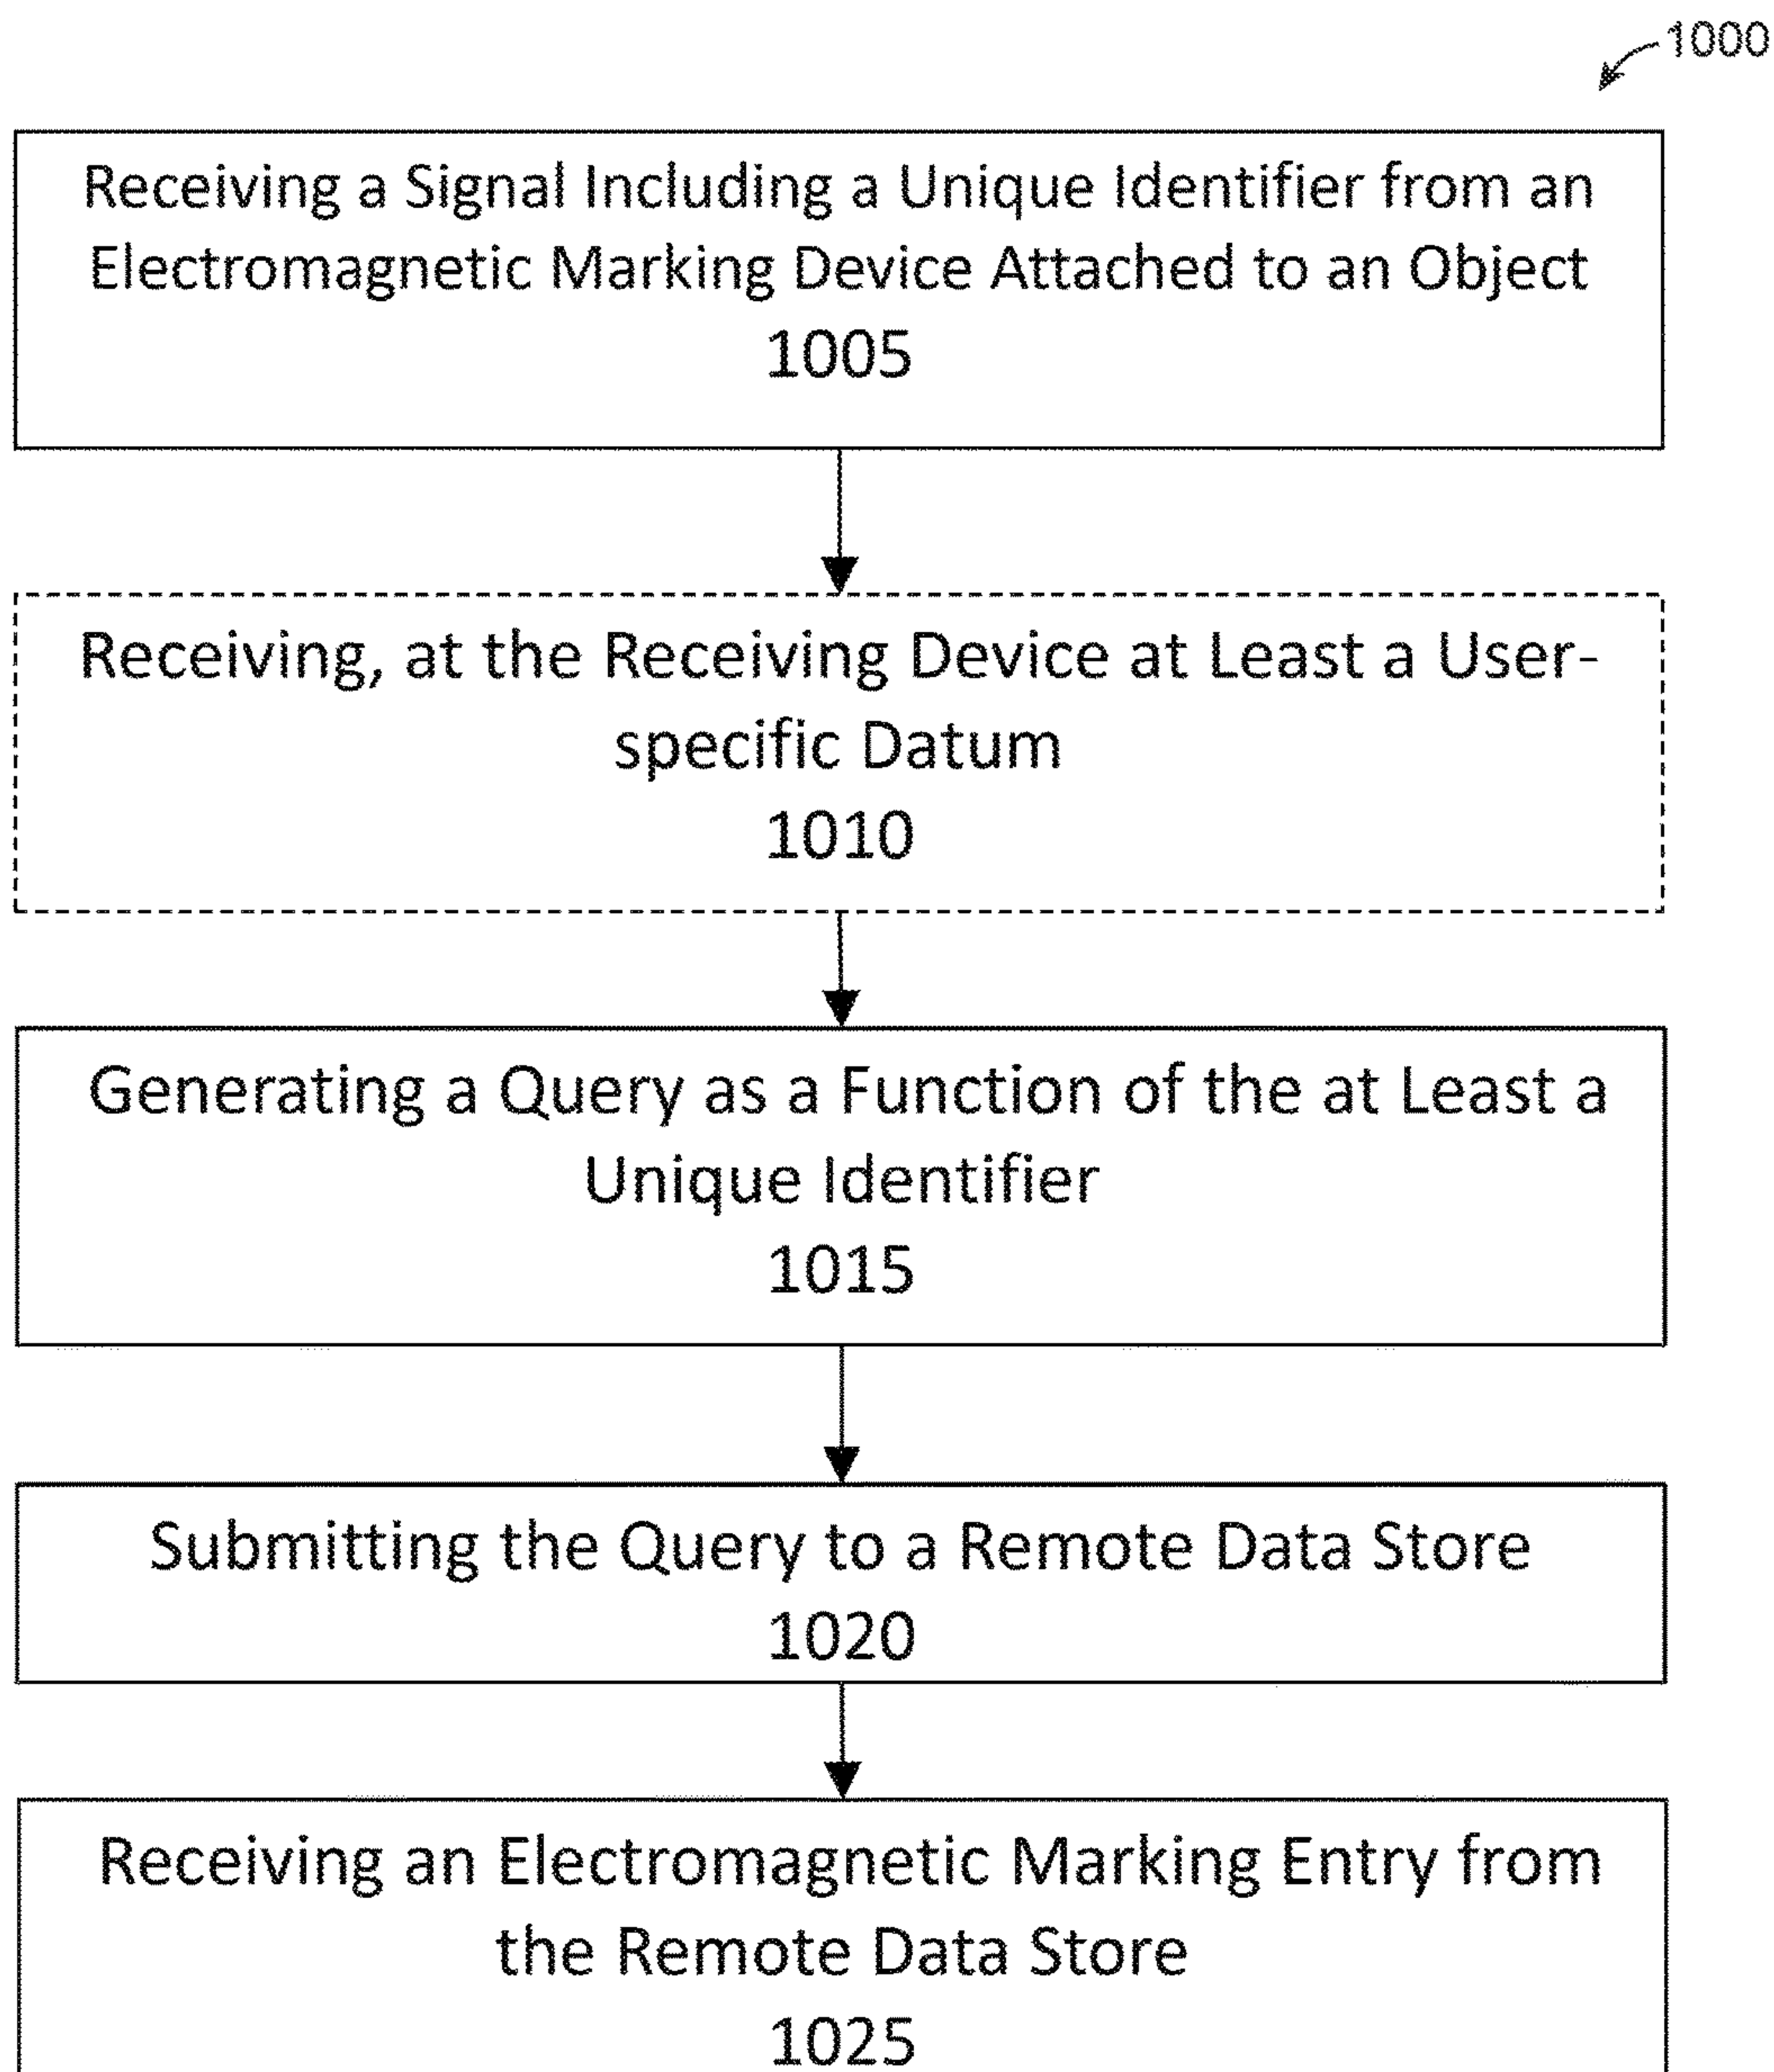 1000
Receiving a Signal Including a Unique Identifier from an
Electromagnetic Marking Device Attached to an Object
1005
Receiving, at the Receiving Device at Least a User-
specific Datum
1010
Generating a Query as a Function of the at Least a
Unique Identifier
1015
Submitting the Query to a Remote Data Store
1020
Receiving an Electromagnetic Marking Entry from
the Remote Data Store
1025